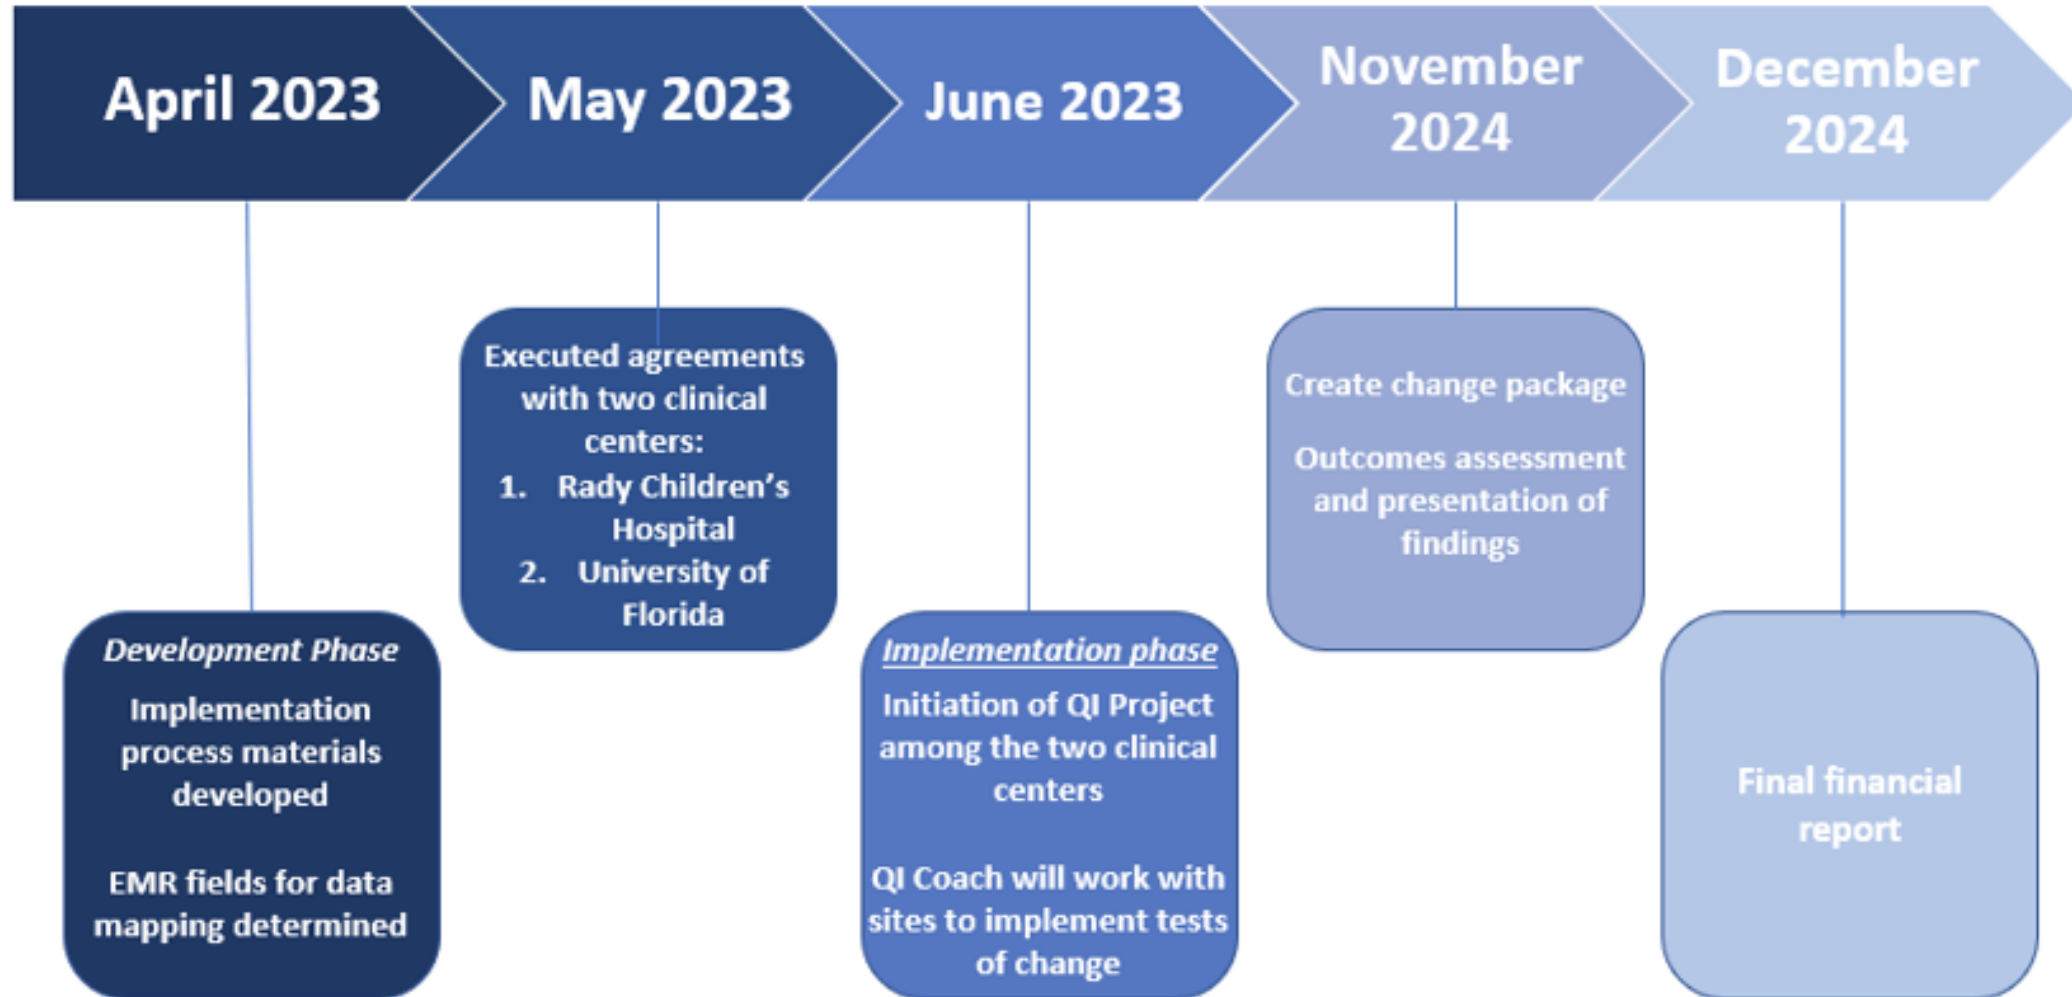 April 2023
May 2023
June 2023
November
2024
December
2024
Development Phase
Implementation
process materials
developed
EMR fields for data
mapping determined
Executed agreements
with two clinical
centers:
1. Rady Children’s
Hospital
2. University of
Florida
Implementation phase
Initiation of QI Project
among the two clinical
centers
QI Coach will work with
sites to implement tests
of change
Create change package
Outcomes assessment
and presentation of
findings
Final financial
report